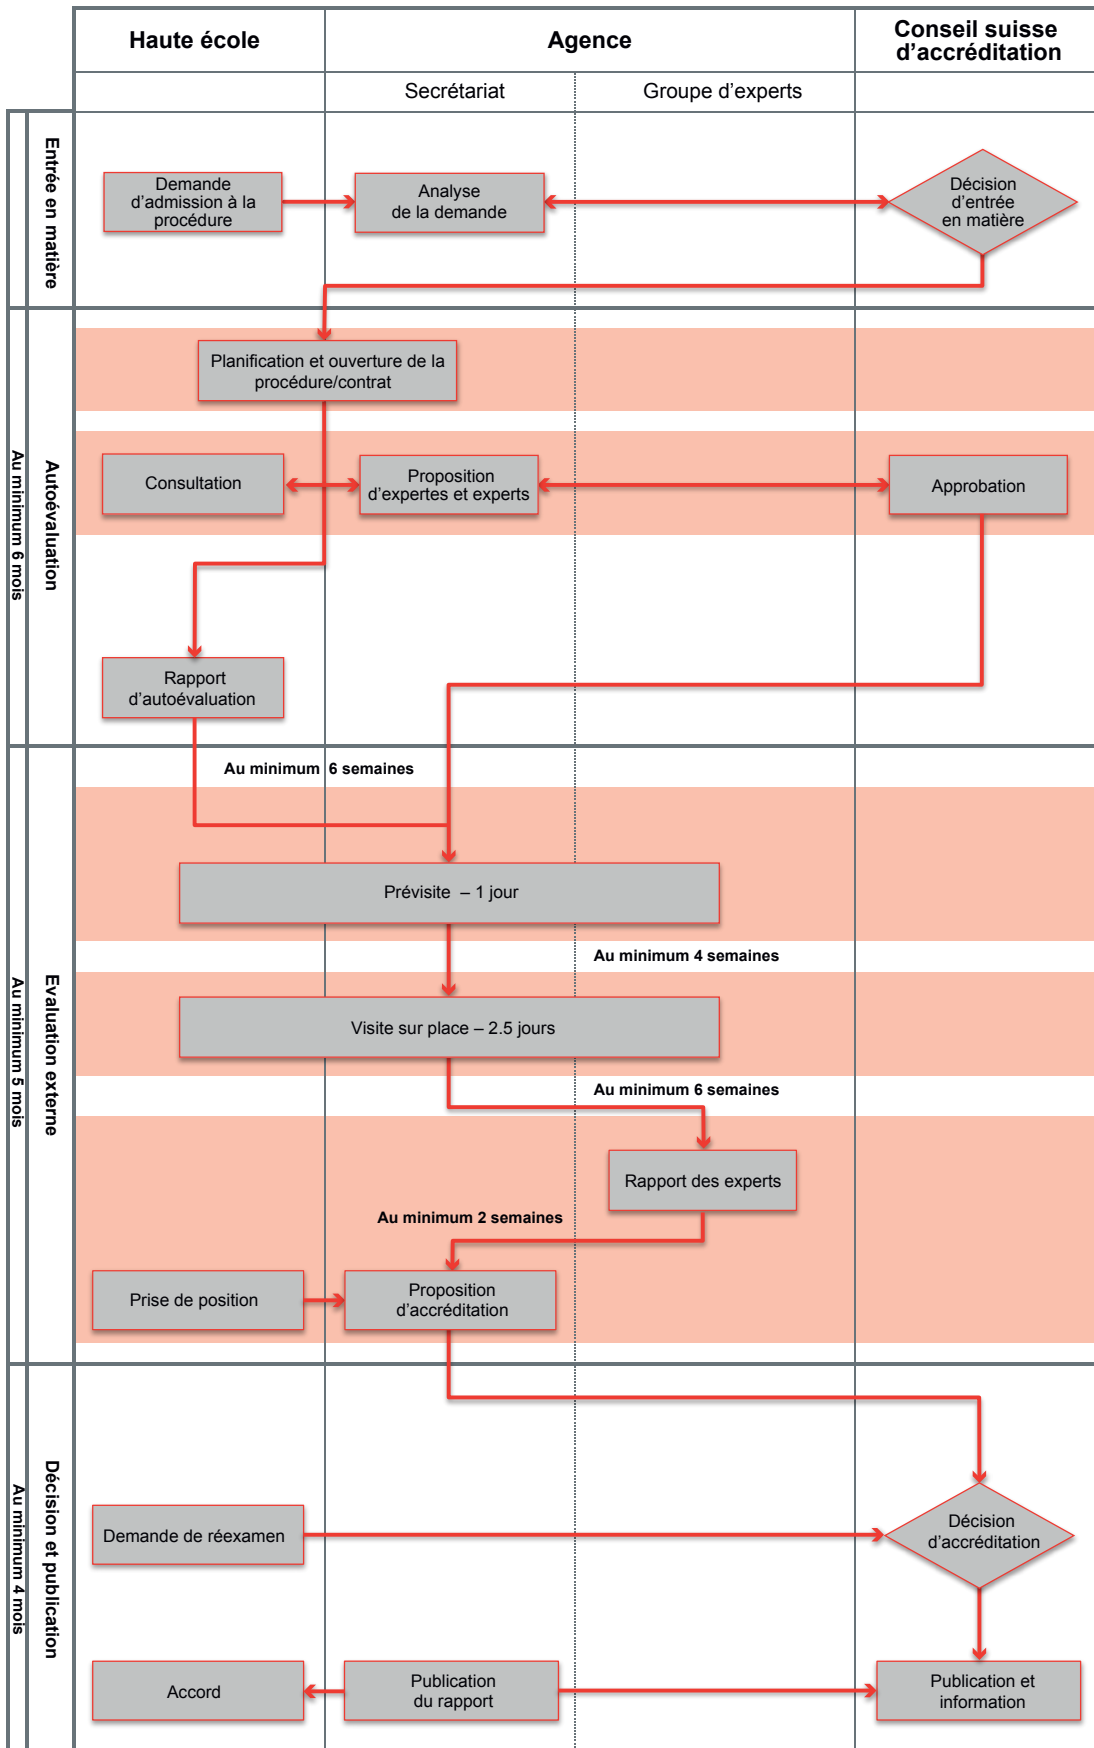 Haute école
Agence
Conseil suisse
d'accréditation
Secrétariat
Groupe d'experts
Entrée en matière
Demande
d'admission à la
procédure
Analyse
de la demande
Décision
d'entrée
en matière
Au minimum 6 mois
Autoévaluation
Planification et ouverture de la
procédure/contrat
Consultation
Proposition
d'expertes et experts
Approbation
Rapport
d'autoévaluation
Au minimum 5 mois
Evaluation externe
Au minimum 6 semaines
Prévisite – 1 jour
Au minimum 4 semaines
Visite sur place – 2.5 jours
Au minimum 6 semaines
Rapport des experts
Au minimum 2 semaines
Prise de position
Proposition
d'accréditation
Au minimum 4 mois
Décision et publication
Demande de réexamen
Décision
d'accréditation
Accord
Publication
du rapport
Publication et
information